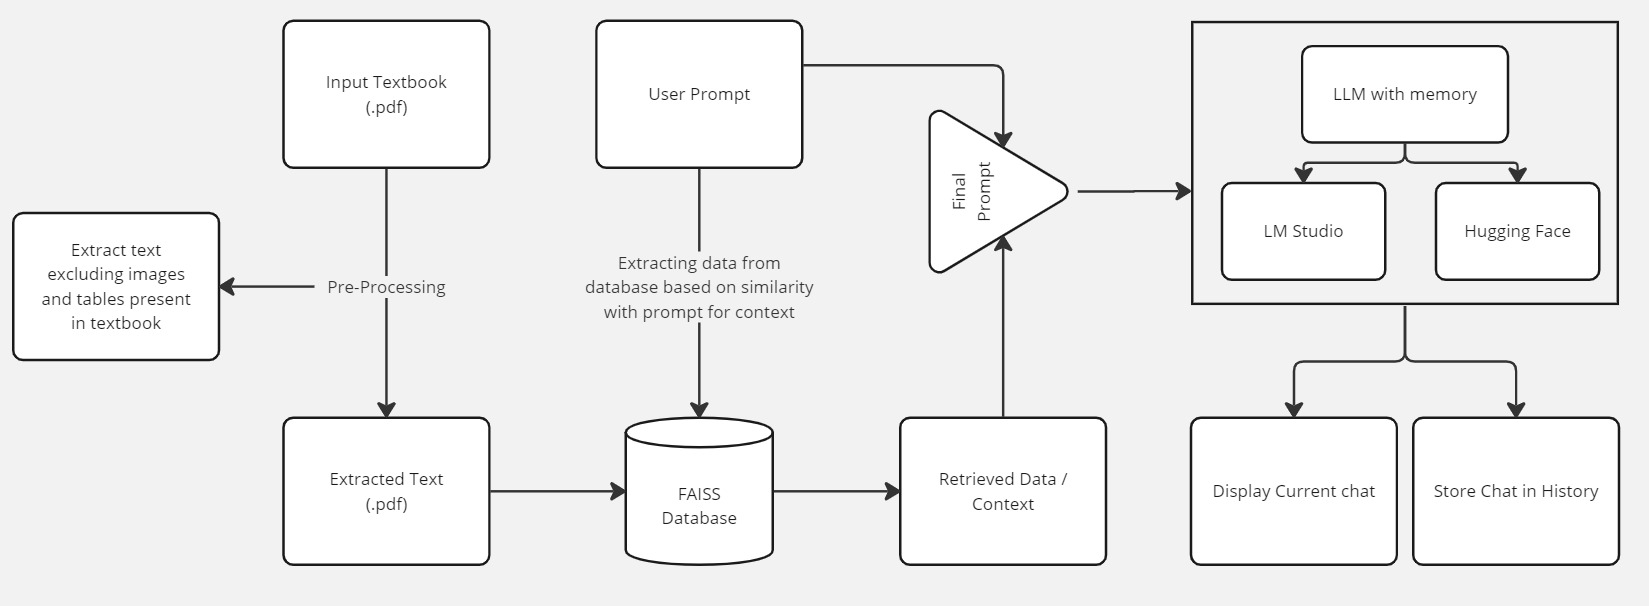 Input Textbook
(.pdf)
User Prompt
LLM with memory
Final
Prompt
LM Studio
Hugging Face
Extract text
excluding images
and tables present
in textbook
Pre-Processing
Extracting data from
database based on similarity
with prompt for context
Extracted Text
(.pdf)
FAISS
Database
Retrieved Data /
Context
Display Current chat
Store Chat in History